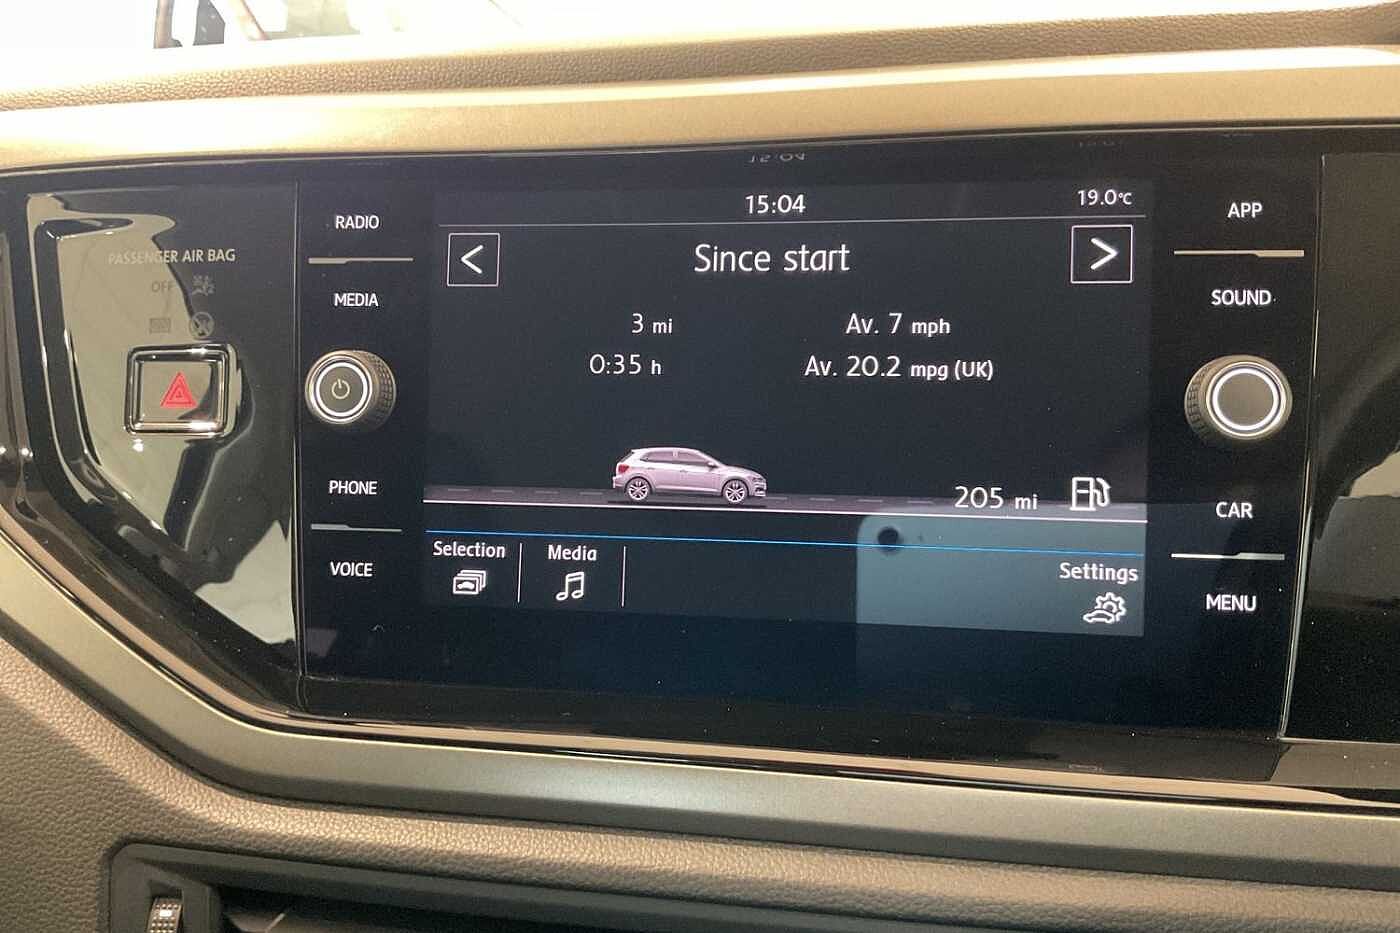 15:04
19.0°C
Since start
3 mi
Av. 7 mph
0:35 h
Av. 20.2 mpg (UK)
205 mi
Selection
Media
Settings
RADIO
MEDIA
PHONE
VOICE
APP
SOUND
CAR
MENU
PASSENGER AIR BAG
OFF